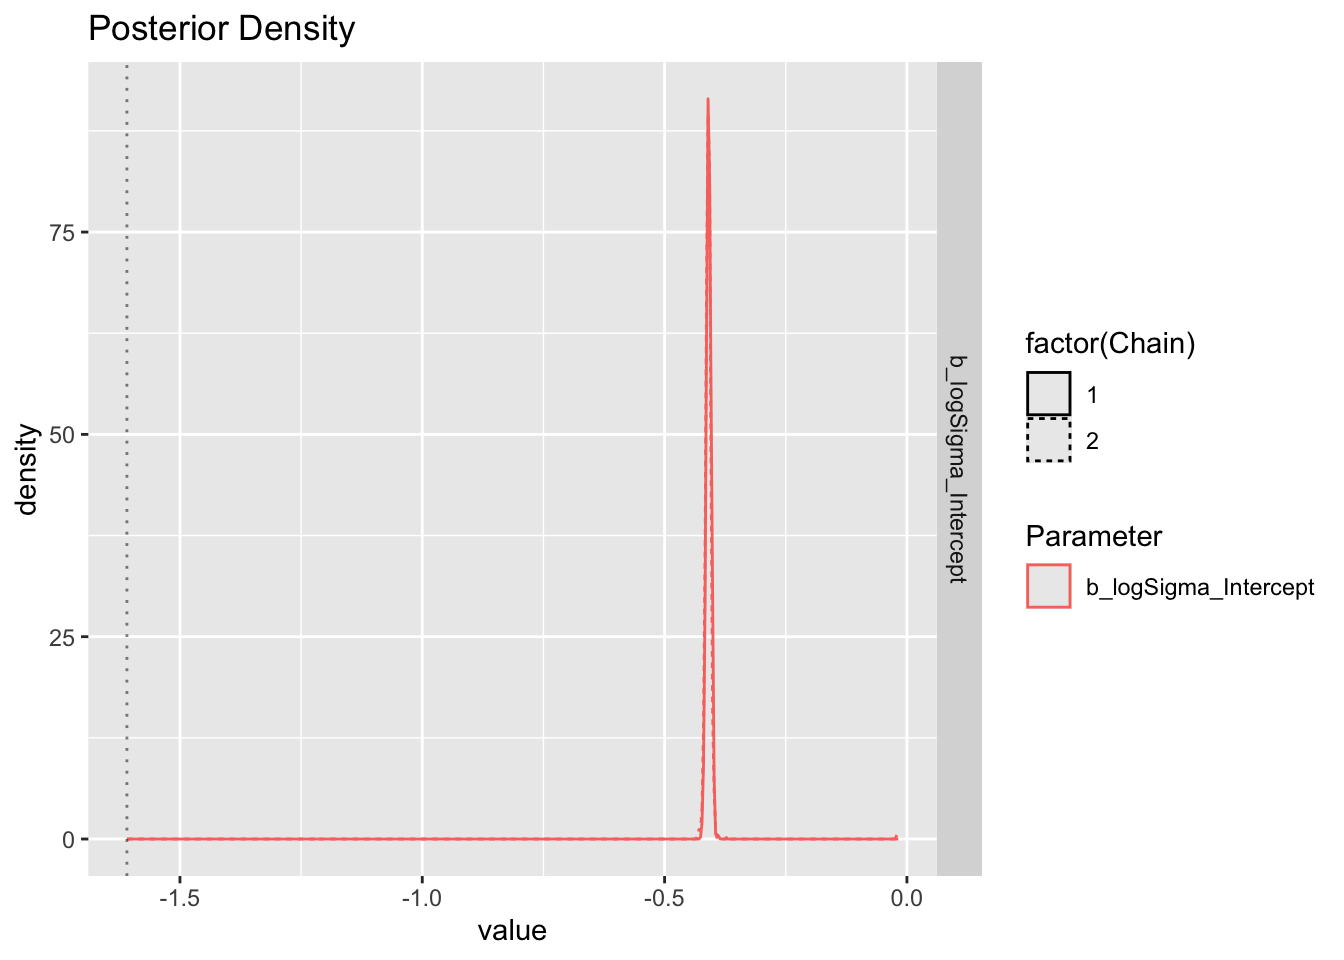 Posterior Density
75
50
25
0
density
-1.5
-1.0
-0.5
0.0
value
b_logSigma_Intercept
factor(Chain)
1
2
Parameter
b_logSigma_Intercept